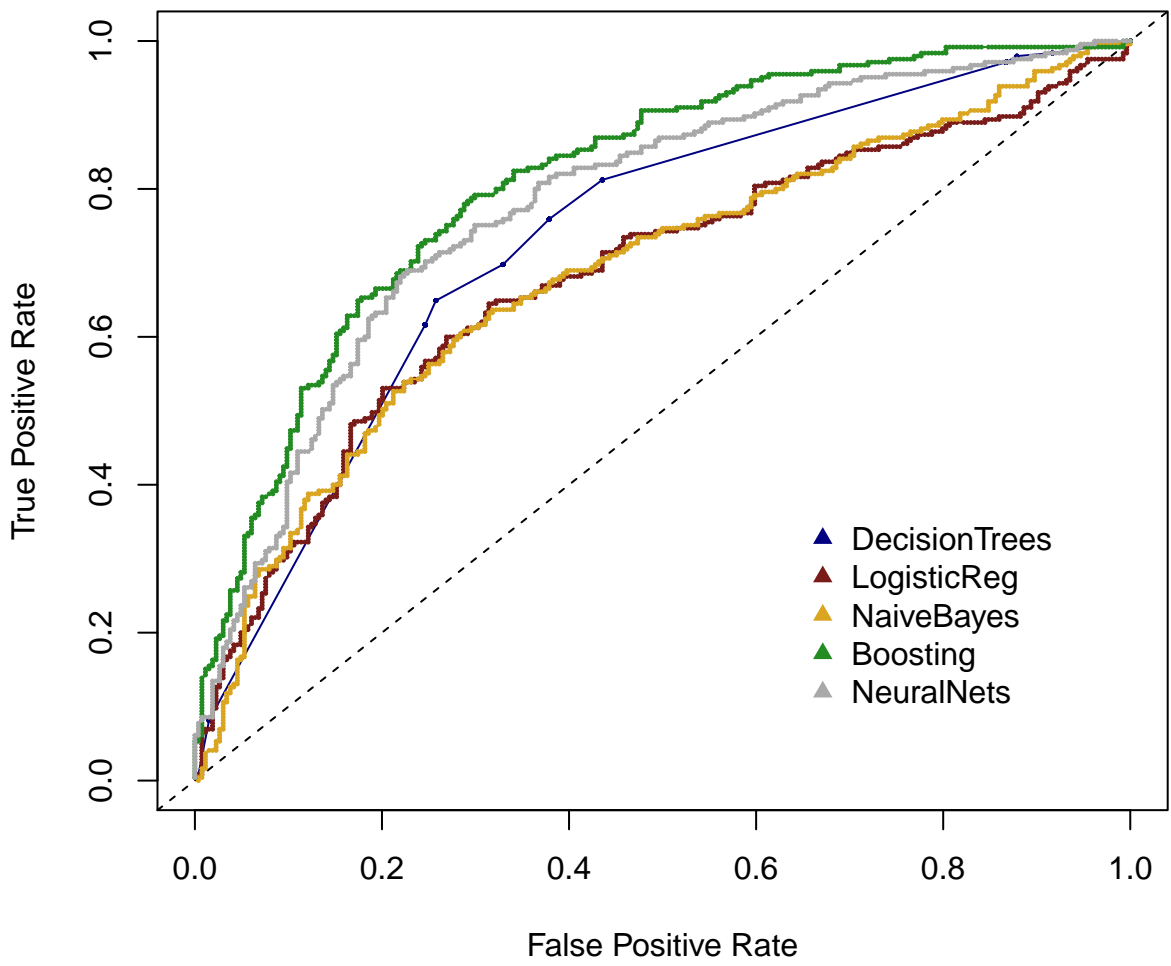 True Positive Rate
1.0
0.8
0.6
0.4
0.2
0.0
DecisionTrees
LogisticReg
NaiveBayes
Boosting
NeuralNets
0.0 0.2 0.4 0.6 0.8 1.0
False Positive Rate